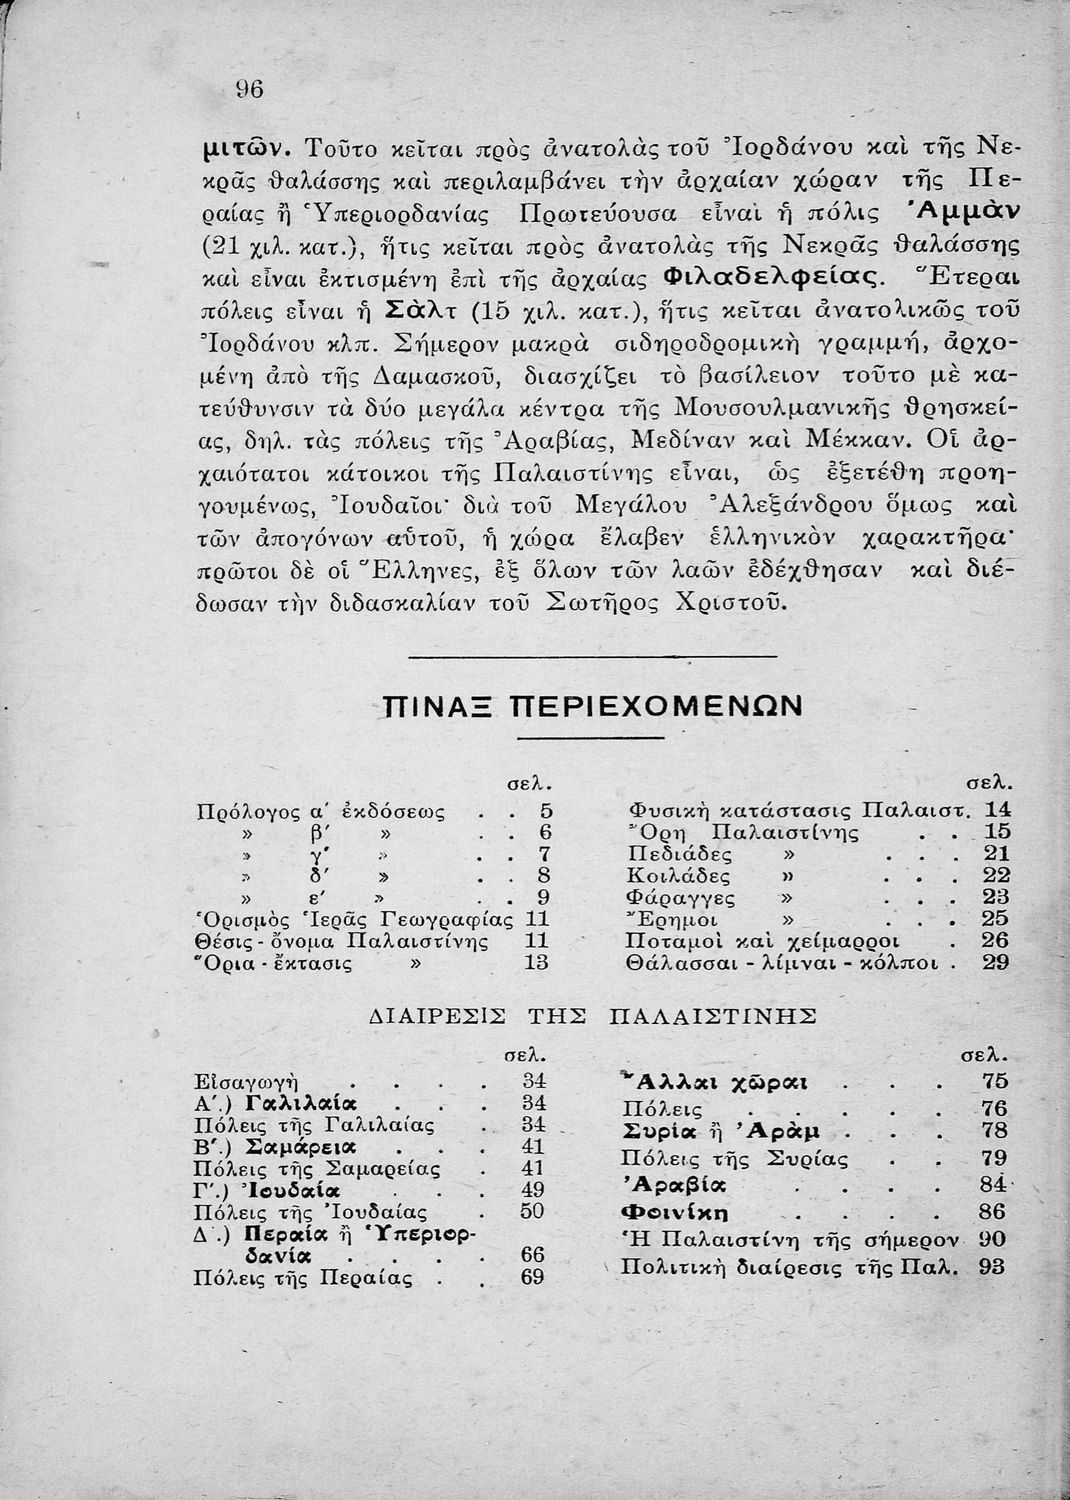 96
μιτῶν. Τοῦτο κεῖται πρὸς ἀνατολὰς τοῦ Ἰορδάνου καὶ τῆς Νε-
κρᾶς θαλάσσης καὶ περιλαμβάνει τὴν ἀρχαίαν χώραν τῆς Πε-
ραίας ἢ Ὑπεριορδανίας Πρωτεύουσα εἶναι ἡ πόλις Ἀμμὰν
(21 χιλ. κατ.), ἥτις κεῖται πρὸς ἀνατολὰς τῆς Νεκρᾶς θαλάσσης
καὶ εἶναι ἐκτισμένη ἐπὶ τῆς ἀρχαίας Φιλαδελφείας. Ἕτεραι
πόλεις εἶναι ἡ Σὰλτ (15 χιλ. κατ.), ἥτις κεῖται ἀνατολικῶς τοῦ
Ἰορδάνου κλπ. Σήμερον μακρὰ σιδηροδρομικὴ γραμμή, ἀρχο-
μένη ἀπὸ τῆς Δαμασκοῦ, διασχίζει τὸ βασίλειον τοῦτο μὲ κα-
τεύθυνσιν τὰ δύο μεγάλα κέντρα τῆς Μουσουλμανικῆς θρησκεί-
ας, δηλ. τὰς πόλεις τῆς Ἀραβίας, Μεδίναν καὶ Μέκκαν. Οἱ ἀρ-
χαιότατοι κάτοικοι τῆς Παλαιστίνης εἶναι, ὡς ἐξετέθη προη-
γουμένως, Ἰουδαῖοι· διὰ τοῦ Μεγάλου Ἀλεξάνδρου ὅμως καὶ
τῶν ἀπογόνων αὐτοῦ, ἡ χώρα ἔλαβεν ἑλληνικὸν χαρακτῆρα·
πρῶτοι δὲ οἱ Ἕλληνες, ἐξ ὅλων τῶν λαῶν ἐδέχθησαν καὶ διέ-
δωσαν τὴν διδασκαλίαν τοῦ Σωτῆρος Χριστοῦ.
ΠΙΝΑΞ ΠΕΡΙΕΧΟΜΕΝΩΝ
σελ.
Πρόλογος α' ἐκδόσεως . . 5
» β' » . . 6
» γ' » . . 7
» δ' » . . 8
» ε' » . . 9
Ὁρισμὸς Ἱερᾶς Γεωγραφίας 11
Θέσις - ὄνομα Παλαιστίνης 11
Ὅρια - ἔκτασις » 13
σελ.
Φυσικὴ κατάστασις Παλαιστ. 14
Ὄρη Παλαιστίνης . . 15
Πεδιάδες » . . . 21
Κοιλάδες » . . . 22
Φάραγγες » . . . 23
Ἔρημοι » . . . 25
Ποταμοὶ καὶ χείμαρροι . 26
Θάλασσαι - λίμναι - κόλποι . 29
ΔΙΑΙΡΕΣΙΣ ΤΗΣ ΠΑΛΑΙΣΤΙΝΗΣ
σελ.
Εἰσαγωγὴ . . . . 34
Α'.) Γαλιλαία . . . 34
Πόλεις τῆς Γαλιλαίας . 34
Β'.) Σαμάρεια . . . 41
Πόλεις τῆς Σαμαρείας . 41
Γ'.) Ἰουδαία . . . 49
Πόλεις τῆς Ἰουδαίας . 50
Δ'.) Περαία ἢ Ὑπεριορ-
δανία . . . . 66
Πόλεις τῆς Περαίας . . 69
σελ.
Ἄλλαι χῶραι . . . 75
Πόλεις . . . . . 76
Συρία ἢ Ἀρὰμ . . . 78
Πόλεις τῆς Συρίας . . 79
Ἀραβία . . . . 84
Φοινίκη . . . . 86
Ἡ Παλαιστίνη τῆς σήμερον 90
Πολιτικὴ διαίρεσις τῆς Παλ. 93